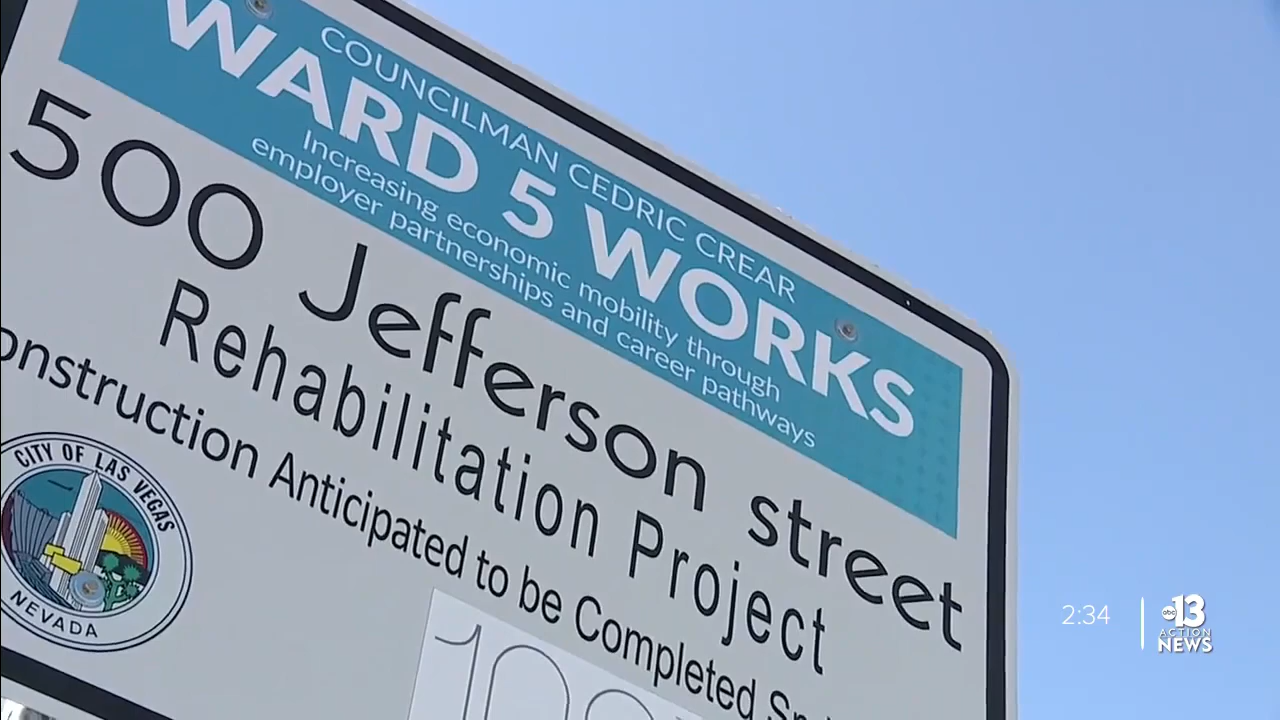 COUNCILMAN CEDRIC CREAR
WARD 5 WORKS
Increasing economic mobility through
employer partnerships and career pathways
500 Jefferson street
Rehabilitation Project
onstruction Anticipated to be Completed
CITY OF LAS VEGAS
NEVADA
2:34
abc 13
ACTION
NEWS